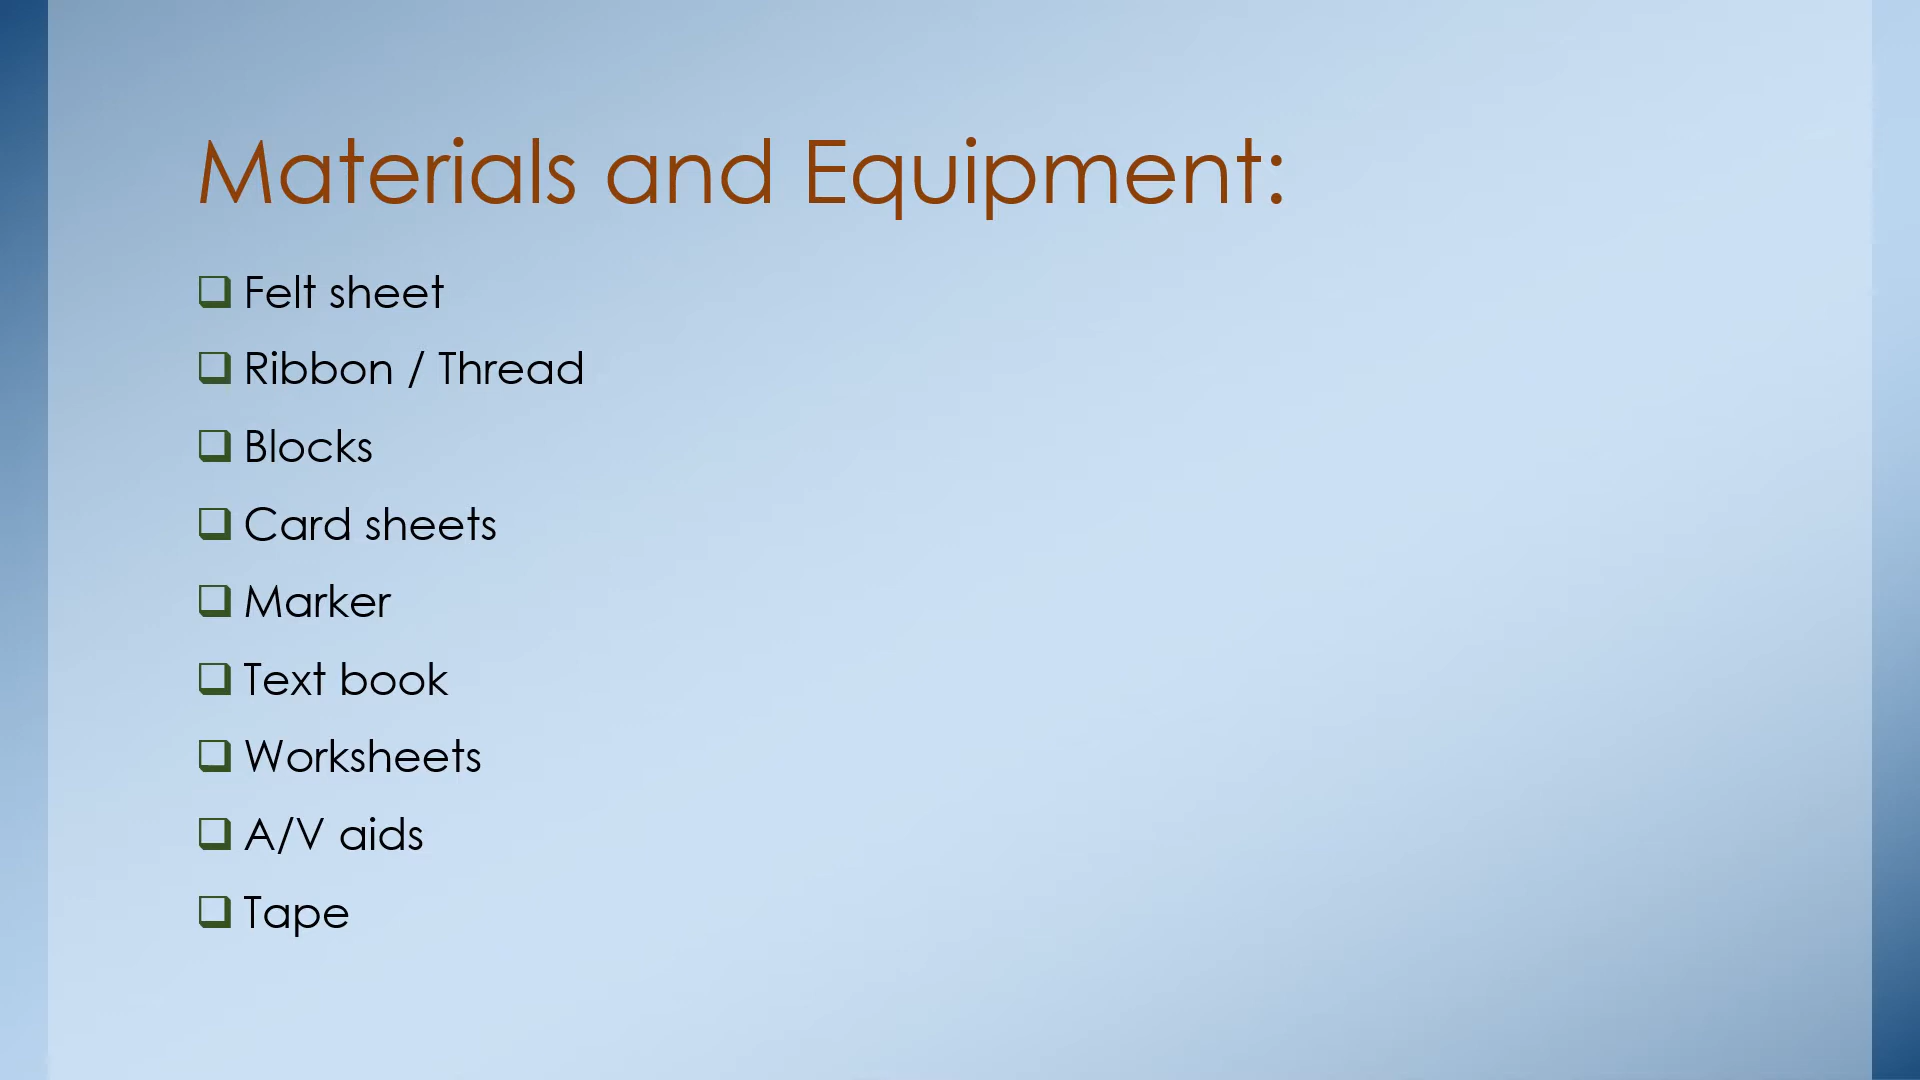 Materials and Equipment:
Felt sheet
Ribbon / Thread
Blocks
Card sheets
Marker
Text book
Worksheets
A/V aids
Tape